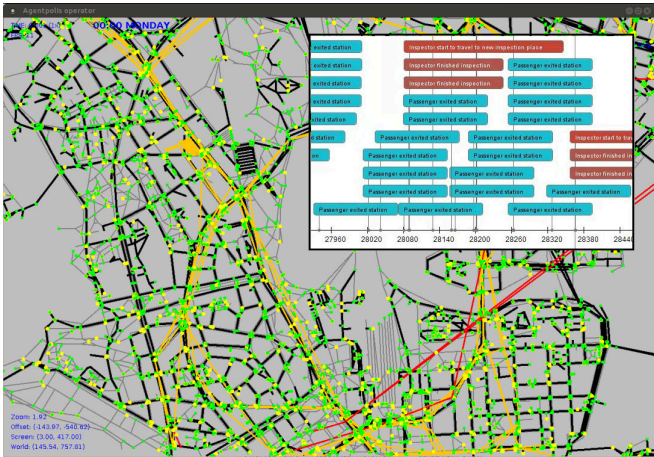 Agentpolis operator
00:00 MONDAY
exited station
Inspector start to travel to new inspection place
exited station
Inspector finished inspection
Passenger exited station
exited station
Inspector finished inspection
Passenger exited station
exited station
Passenger exited station
Passenger exited station
exited station
Passenger exited station
Passenger exited station
station
Passenger exited station
Passenger exited station
Inspector start to tra
on
Passenger exited station
Passenger exited station
Inspector finished in
Passenger exited station
Passenger exited station
Inspector finished in
Passenger exited station
Passenger exited station
Passenger exited station
Passenger exited station
Passenger exited station
Passenger exited station
27960 28020 28080 28140 28200 28260 28320 28380 28440
Zoom: 1.92
Offset: (-143.97, -540.62)
Screen: (3.00, 417.00)
World: (145.54, 757.81)